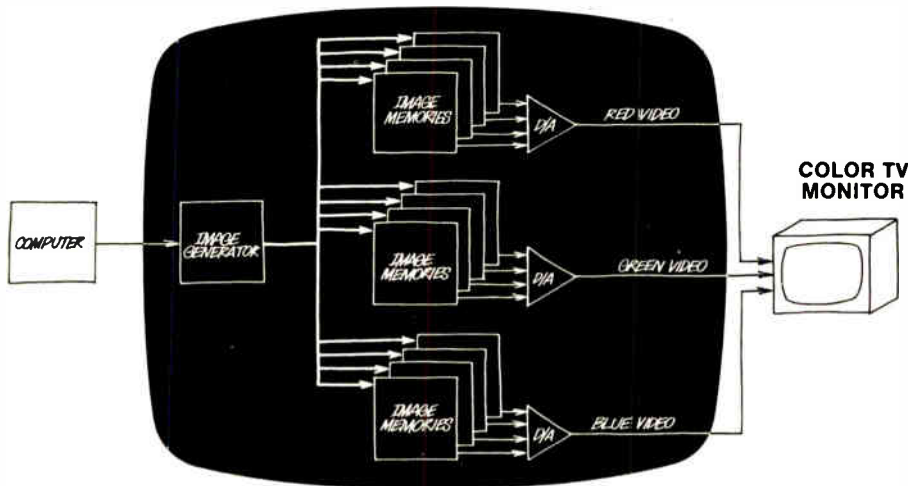 IMAGE
MEMORIES
D/A
RED VIDEO
COLOR TV
MONITOR
COMPUTER
IMAGE
GENERATOR
IMAGE
MEMORIES
D/A
GREEN VIDEO
IMAGE
MEMORIES
D/A
BLUE VIDEO